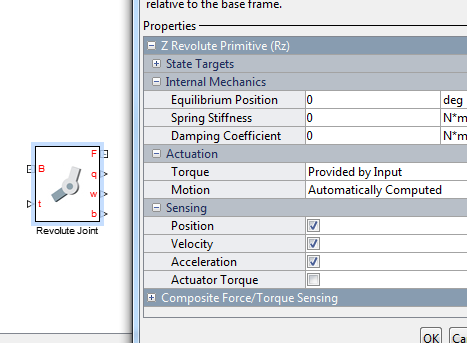 relative to the base frame.
Properties
Z Revolute Primitive (Rz)
State Targets
Internal Mechanics
Equilibrium Position 0 deg
Spring Stiffness 0 N*m
Damping Coefficient 0 N*m
Actuation
Torque Provided by Input
Motion Automatically Computed
Sensing
Position
Velocity
Acceleration
Actuator Torque
Composite Force/Torque Sensing
OK Ca
F
B q
w
t b
Revolute Joint